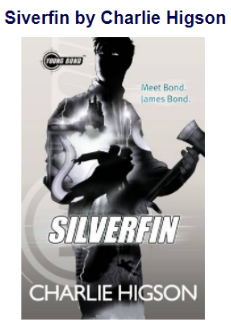 Siverfin by Charlie Higson
YOUNG BOND
Meet Bond.
James Bond.
SILVERFIN
CHARLIE HIGSON